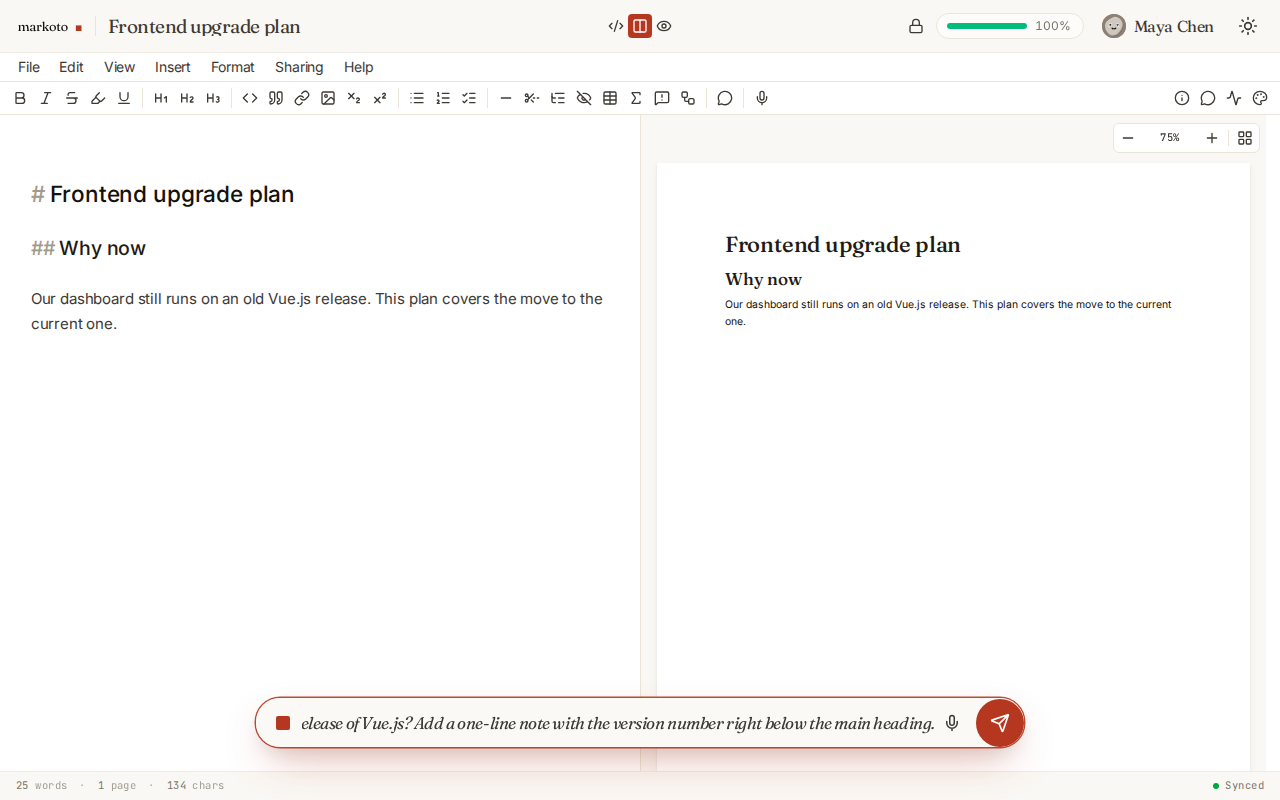 markoto
Frontend upgrade plan
100%
Maya Chen
File Edit View Insert Format Sharing Help
H1 H2 H3
75%
# Frontend upgrade plan
## Why now
Our dashboard still runs on an old Vue.js release. This plan covers the move to the
current one.
Frontend upgrade plan
Why now
Our dashboard still runs on an old Vue.js release. This plan covers the move to the current
one.
elease of Vue.js? Add a one-line note with the version number right below the main heading.
25 words · 1 page · 134 chars
Synced